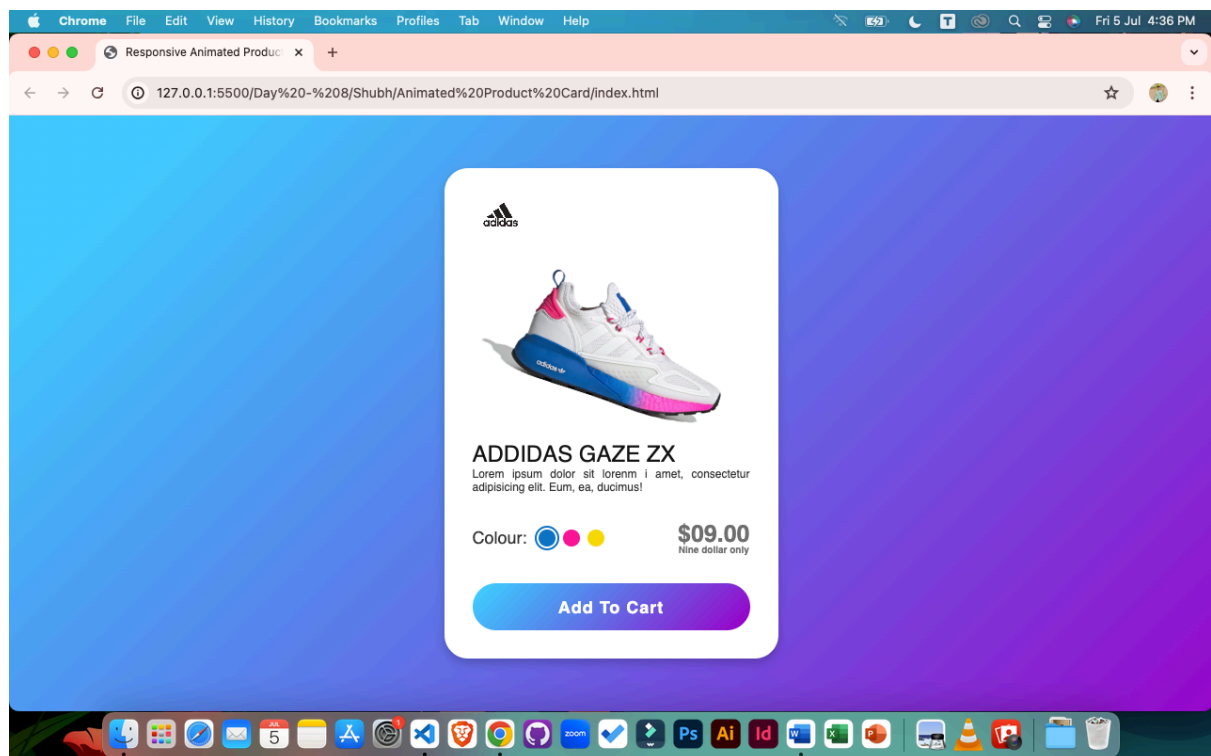 Chrome File Edit View History Bookmarks Profiles Tab Window Help Fri 5 Jul 4:36 PM
Responsive Animated Produc
127.0.0.1:5500/Day%20-%208/Shubh/Animated%20Product%20Card/index.html
adidas
adidas
ADDIDAS GAZE ZX
Lorem ipsum dolor sit lorenm i amet, consectetur
adipisicing elit. Eum, ea, ducimus!
Colour: $09.00
Nine dollar only
Add To Cart
JUL 1
5 zoom Ps Ai Id W X P